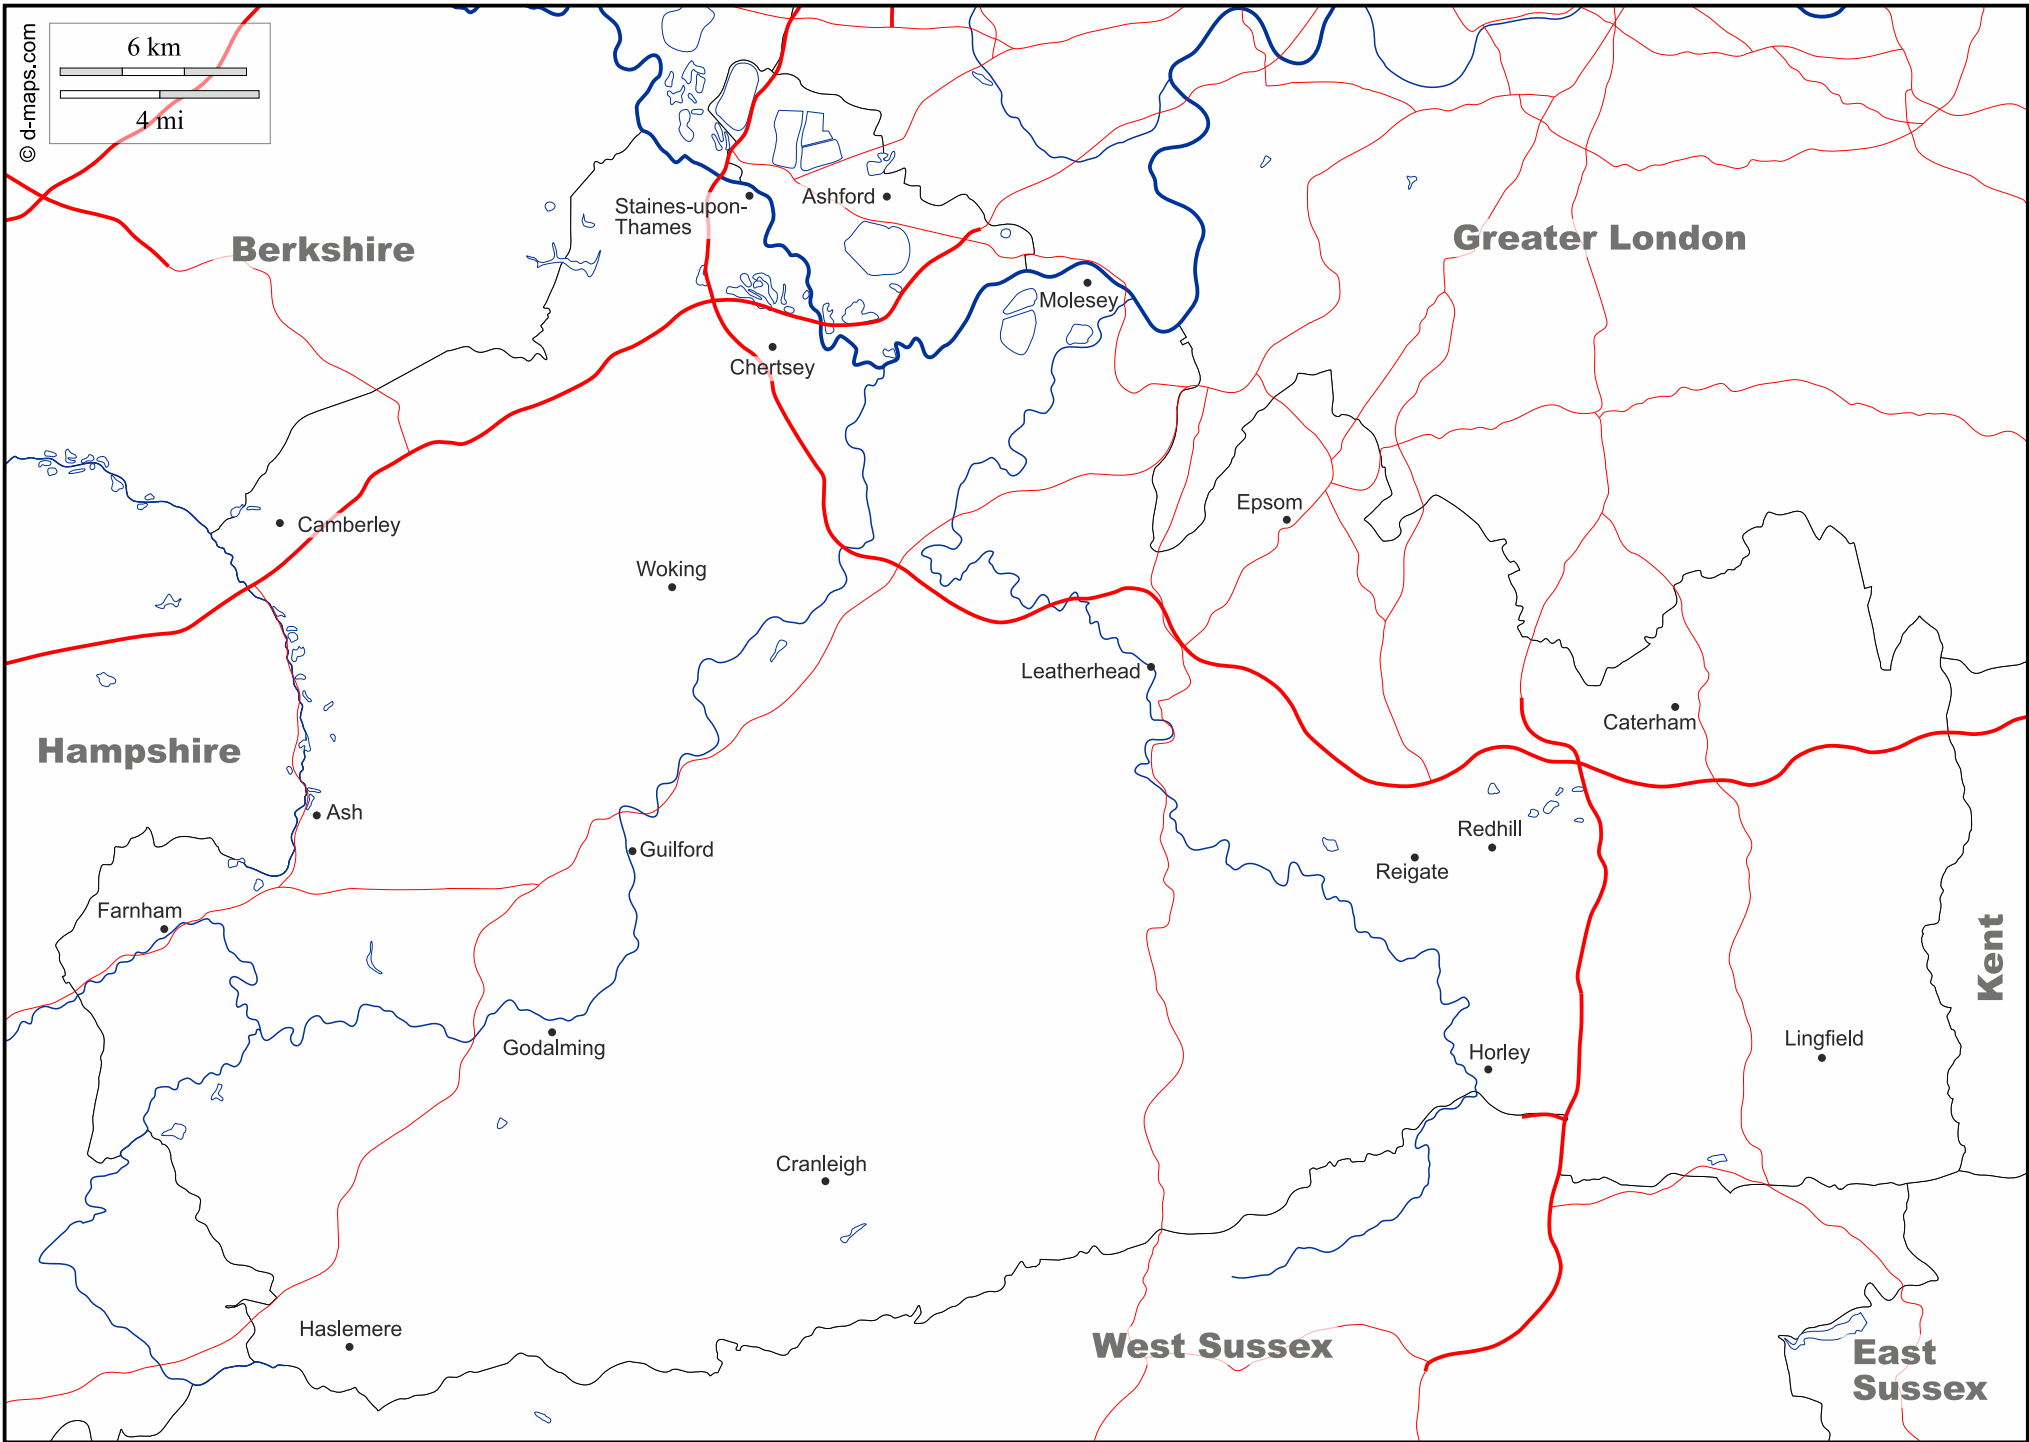 © d-maps.com
6 km
4 mi
Staines-upon-
Thames
Ashford
Berkshire
Greater London
Molesey
Chertsey
Camberley
Epsom
Woking
Leatherhead
Caterham
Hampshire
Ash
Guilford
Redhill
Reigate
Farnham
Kent
Godalming
Horley
Lingfield
Cranleigh
Haslemere
West Sussex
East
Sussex